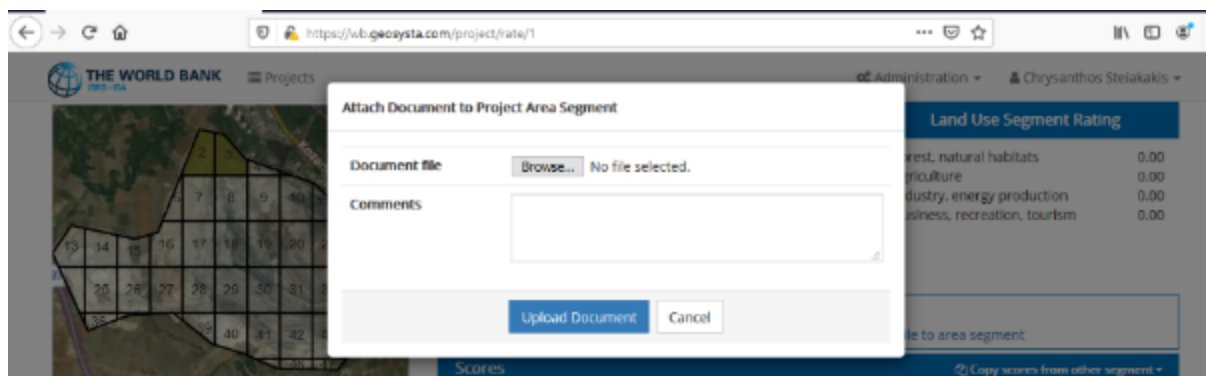 https://wb.geosysta.com/project/rate/1
THE WORLD BANK
IBRD - IDA
Projects
Administration
Chrysanthos Steiakakis
Attach Document to Project Area Segment
Land Use Segment Rating
Document file
Browse... No file selected.
rest, natural habitats 0.00
griculture 0.00
dustry, energy production 0.00
usiness, recreation, tourism 0.00
Comments
2 3
7 8 9 10
13 14 15 16 17 18 19 20
25 26 27 28 29 30 31
38 39 40 41 42
Upload Document
Cancel
le to area segment
Scores
Copy scores from other segment